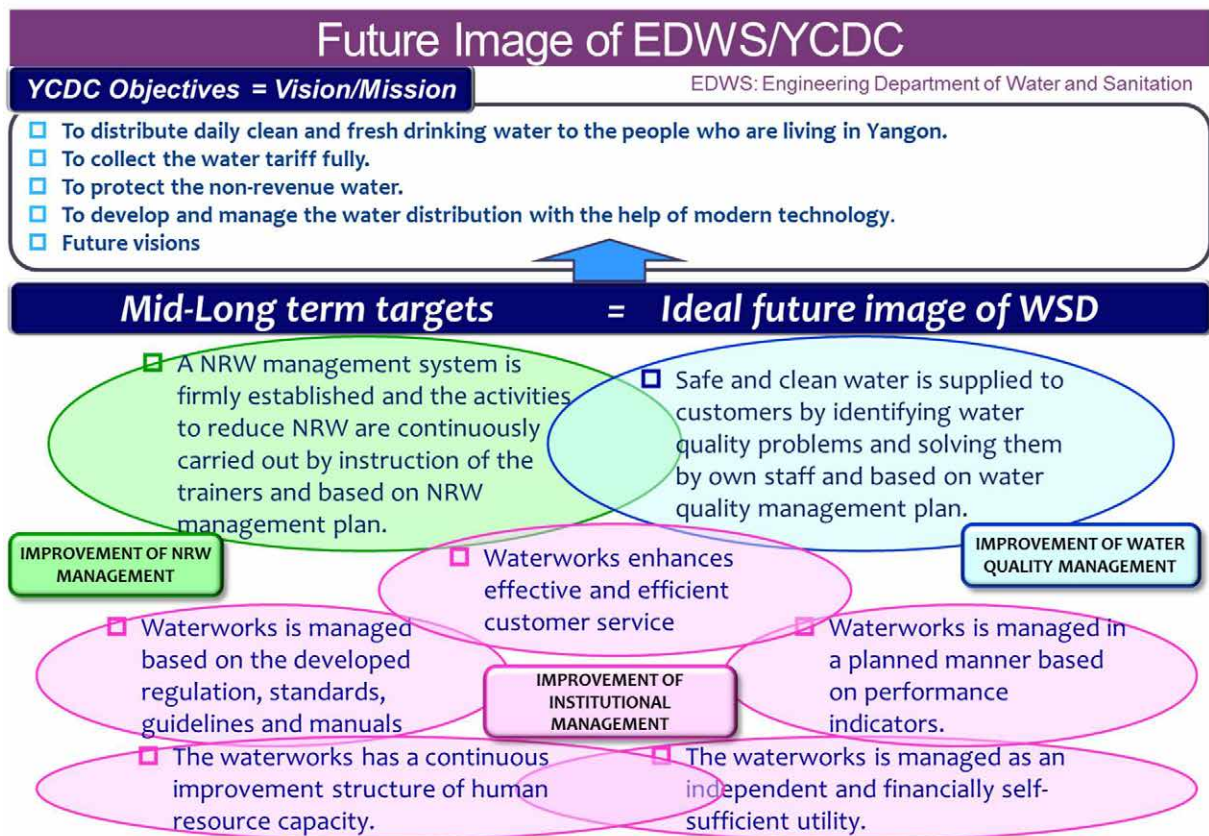 Future Image of EDWS/YCDC
YCDC Objectives = Vision/Mission
EDWS: Engineering Department of Water and Sanitation
To distribute daily clean and fresh drinking water to the people who are living in Yangon.
To collect the water tariff fully.
To protect the non-revenue water.
To develop and manage the water distribution with the help of modern technology.
Future visions
Mid-Long term targets = Ideal future image of WSD
A NRW management system is
firmly established and the activities
to reduce NRW are continuously
carried out by instruction of the
trainers and based on NRW
management plan.
Safe and clean water is supplied to
customers by identifying water
quality problems and solving them
by own staff and based on water
quality management plan.
IMPROVEMENT OF NRW
MANAGEMENT
IMPROVEMENT OF WATER
QUALITY MANAGEMENT
Waterworks enhances
effective and efficient
customer service
Waterworks is managed
based on the developed
regulation, standards,
guidelines and manuals
IMPROVEMENT OF
INSTITUTIONAL
MANAGEMENT
Waterworks is managed in
a planned manner based
on performance
indicators.
The waterworks has a continuous
improvement structure of human
resource capacity.
The waterworks is managed as an
independent and financially self-
sufficient utility.